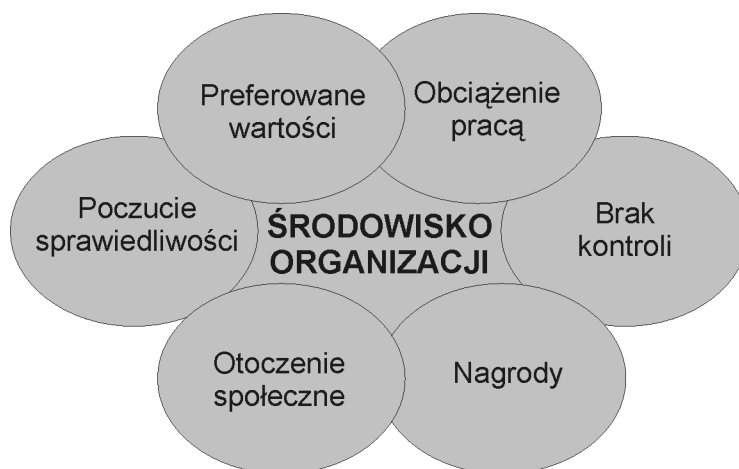 Preferowane
wartości
Obciążenie
pracą
Poczucie
sprawiedliwości
ŚRODOWISKO
ORGANIZACJI
Brak
kontroli
Otoczenie
społeczne
Nagrody